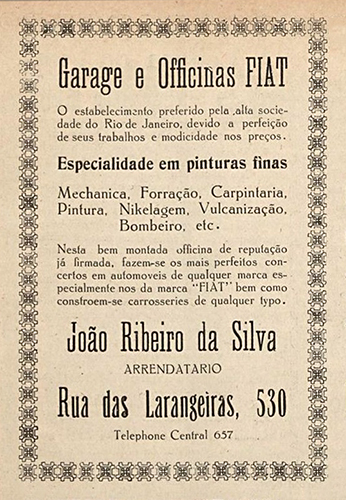 Garage e Officinas FIAT
O estabelecimento preferido pela alta socie-
dade do Rio de Janeiro, devido a perfeição
de seus trabalhos e modicidade nos preços.
Especialidade em pinturas finas
Mechanica, Forração, Carpintaria,
Pintura, Nikelagem, Vulcanização,
Bombeiro, etc.
Nesta bem montada officina de reputação
já firmada, fazem-se os mais perfeitos con-
certos em automoveis de qualquer marca es-
pecialmente nos da marca "FIAT" bem como
constroem-se carrosseries de qualquer typo.
João Ribeiro da Silva
ARRENDATARIO
Rua das Larangeiras, 530
Telephone Central 657